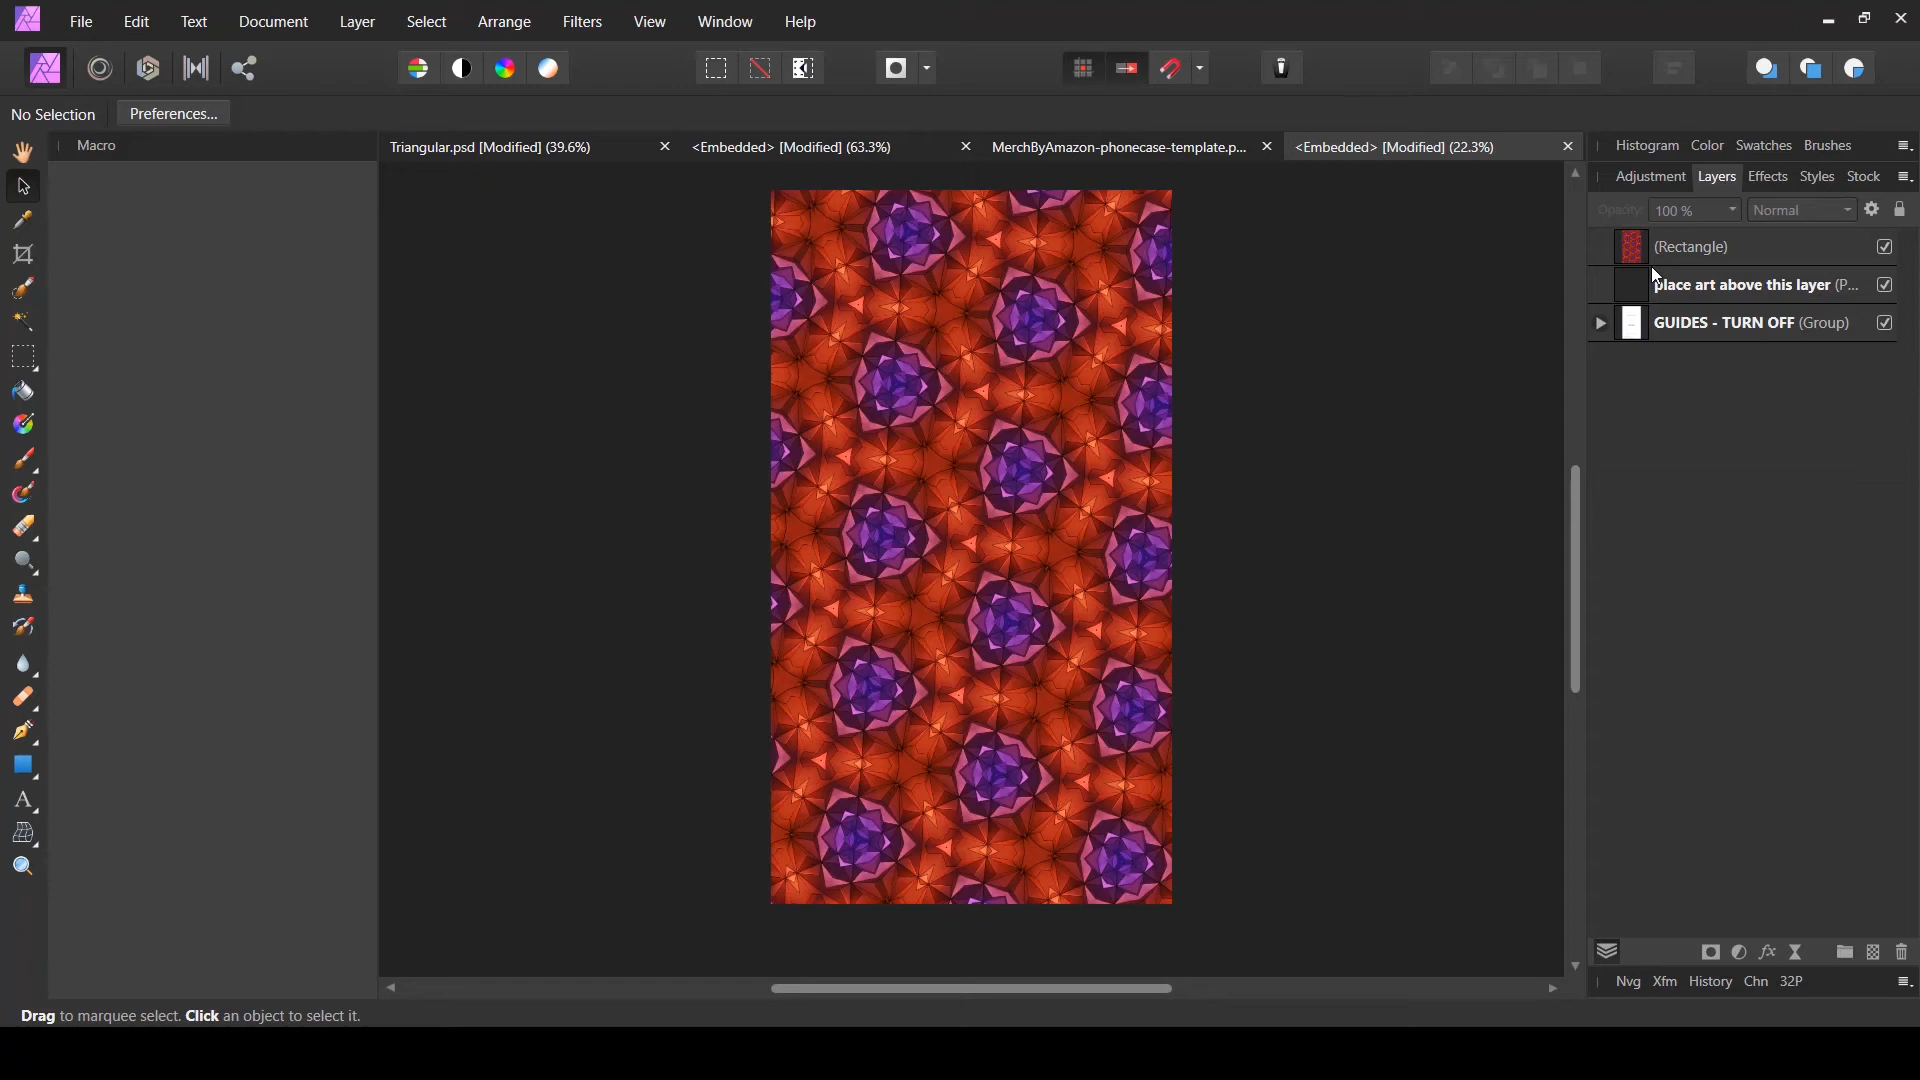 File Edit Text Document Layer Select Arrange Filters View Window Help
No Selection Preferences...
Macro
Triangular.psd [Modified] (39.6%) <Embedded> [Modified] (63.3%) MerchByAmazon-phonecase-template.p... <Embedded> [Modified] (22.3%)
Histogram Color Swatches Brushes
Adjustment Layers Effects Styles Stock
Opacity: 100 % Normal
(Rectangle)
place art above this layer (P...
GUIDES - TURN OFF (Group)
Nvg Xfm History Chn 32P
Drag to marquee select. Click an object to select it.